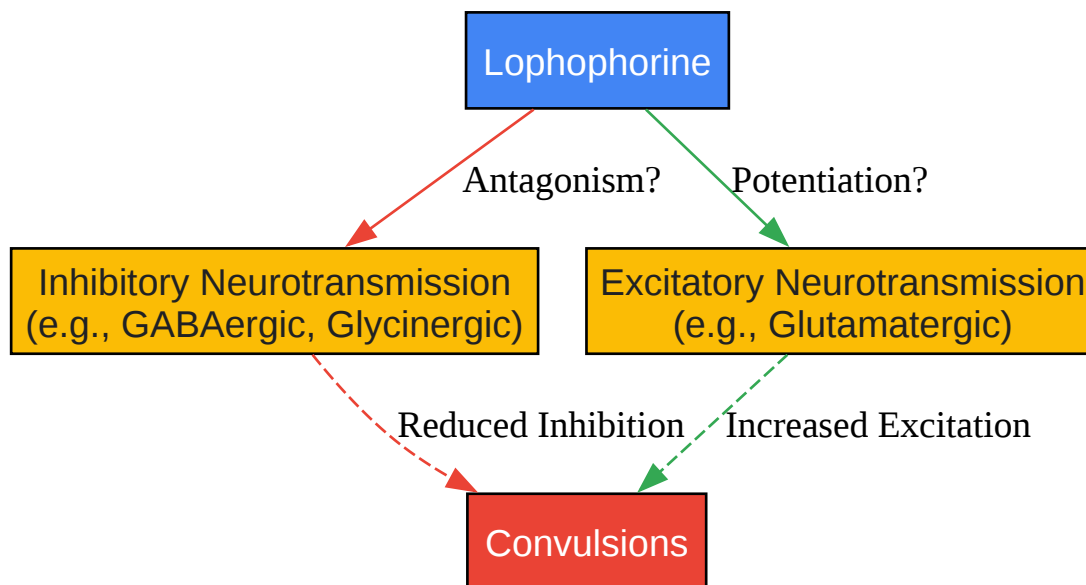 Lophophorine
Antagonism?
Potentiation?
Inhibitory Neurotransmission
(e.g., GABAergic, Glycinergic)
Excitatory Neurotransmission
(e.g., Glutamatergic)
Reduced Inhibition
Increased Excitation
Convulsions